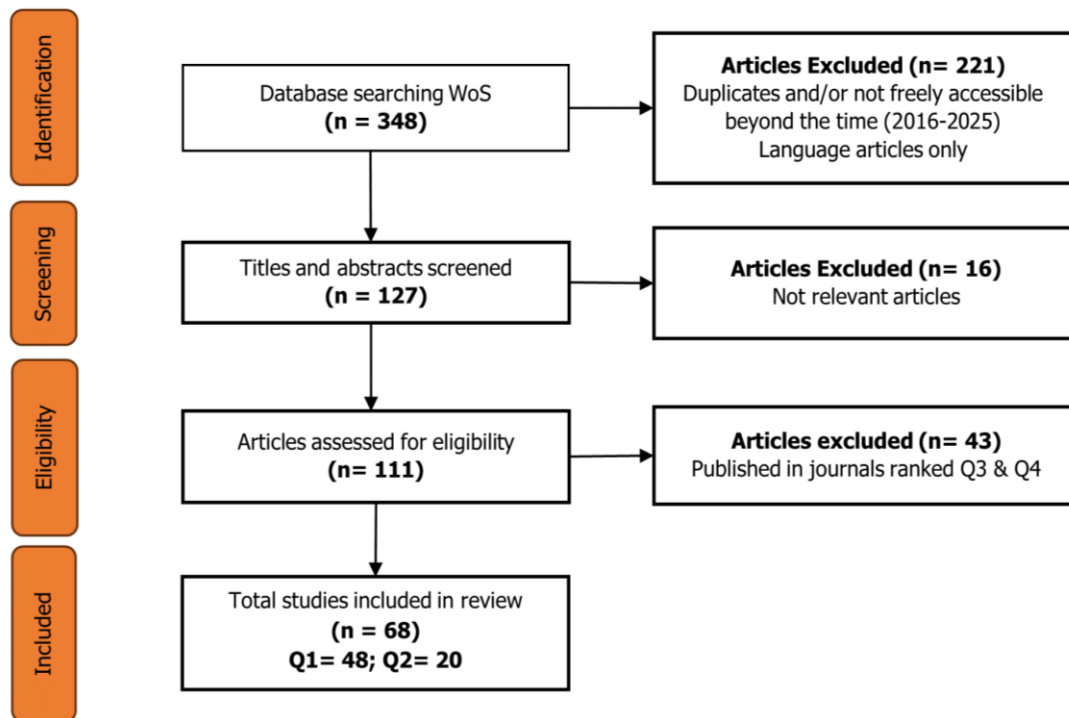 Identification
Database searching WoS
(n = 348)
Articles Excluded (n= 221)
Duplicates and/or not freely accessible
beyond the time (2016-2025)
Language articles only
Screening
Titles and abstracts screened
(n = 127)
Articles Excluded (n= 16)
Not relevant articles
Eligibility
Articles assessed for eligibility
(n= 111)
Articles excluded (n= 43)
Published in journals ranked Q3 & Q4
Included
Total studies included in review
(n = 68)
Q1= 48; Q2= 20